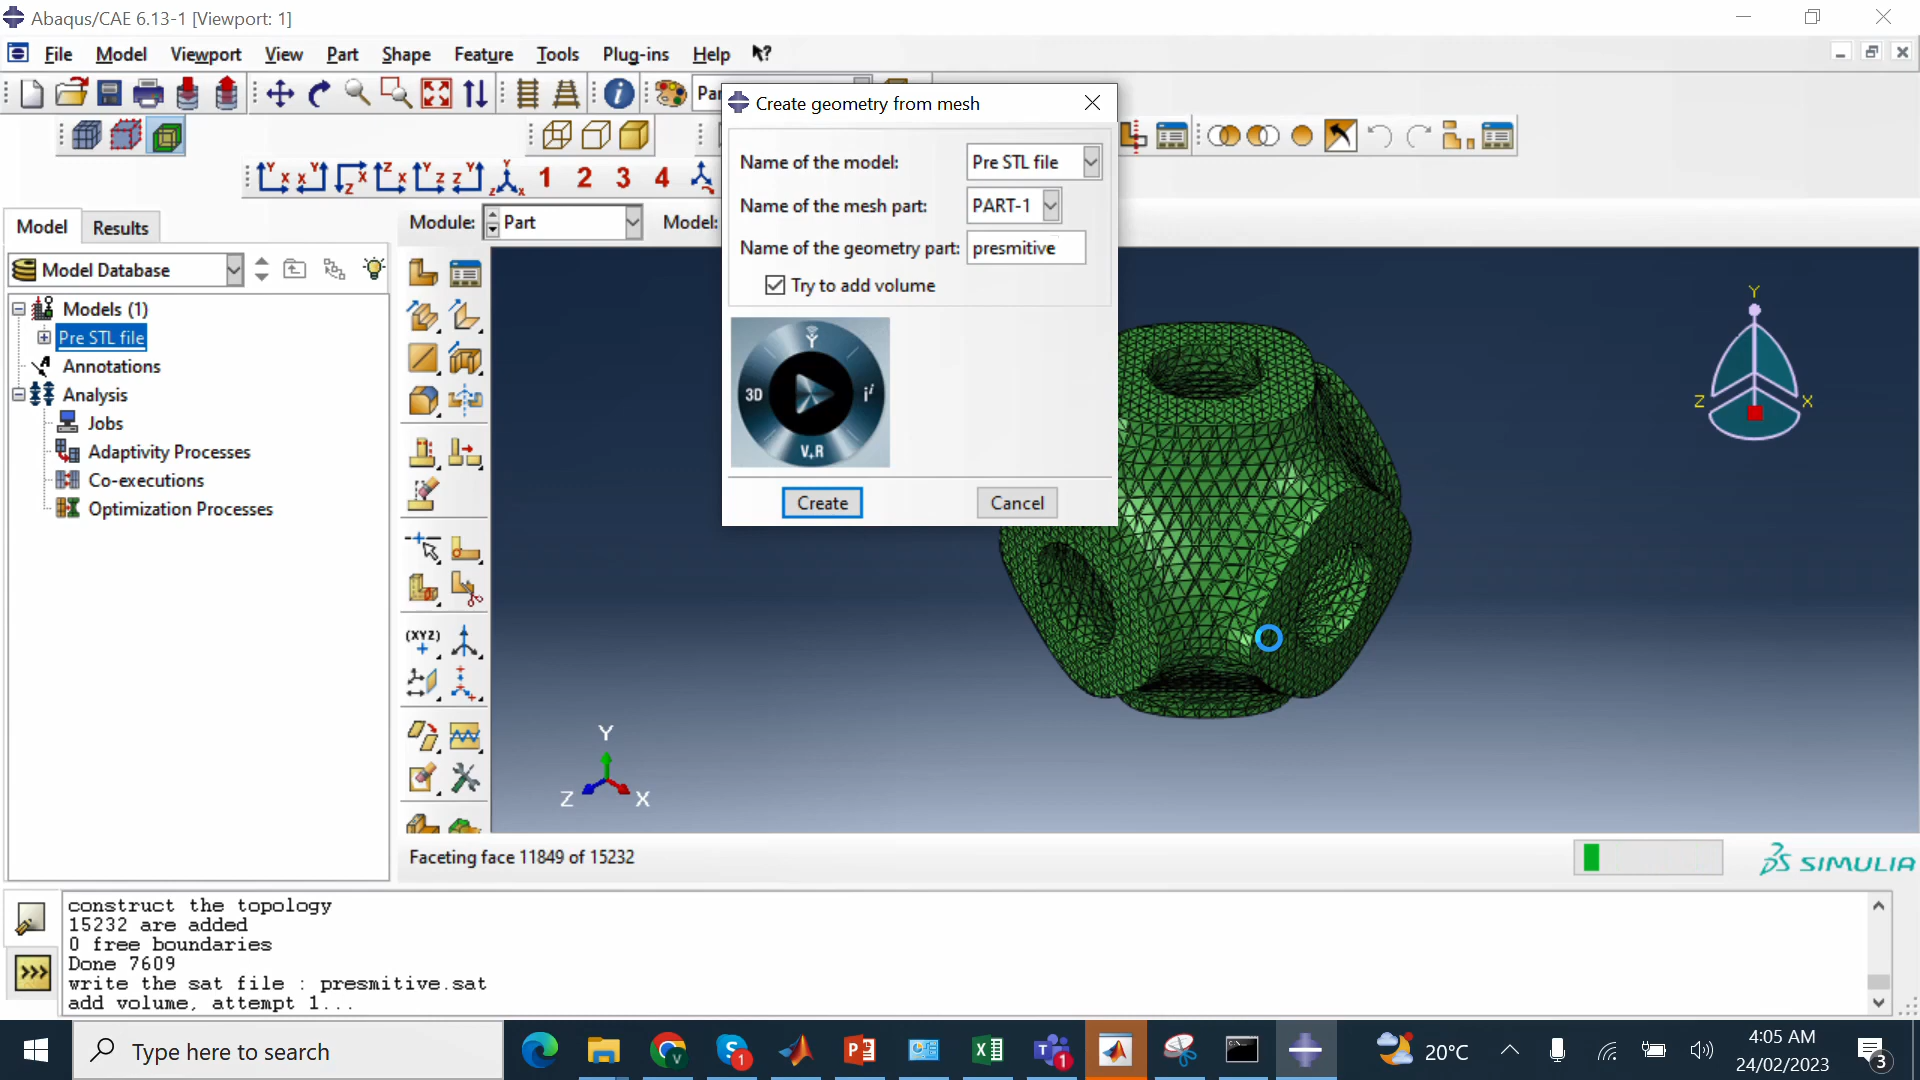 Abaqus/CAE 6.13-1 [Viewport: 1]
File Model Viewport View Part Shape Feature Tools Plug-ins Help
Create geometry from mesh
Name of the model: Pre STL file
Name of the mesh part: PART-1
Name of the geometry part: presmitive
Try to add volume
3D
V+R
Create Cancel
1 2 3 4
Model Results
Module: Part Model:
Model Database
Models (1)
Pre STL file
Annotations
Analysis
Jobs
Adaptivity Processes
Co-executions
Optimization Processes
(XYZ)
Y
Z X
Y
Z X
Faceting face 11849 of 15232
SIMULIA
construct the topology
15232 are added
0 free boundaries
Done 7609
write the sat file : presmitive.sat
add volume, attempt 1...
Type here to search
20°C
4:05 AM
24/02/2023
3